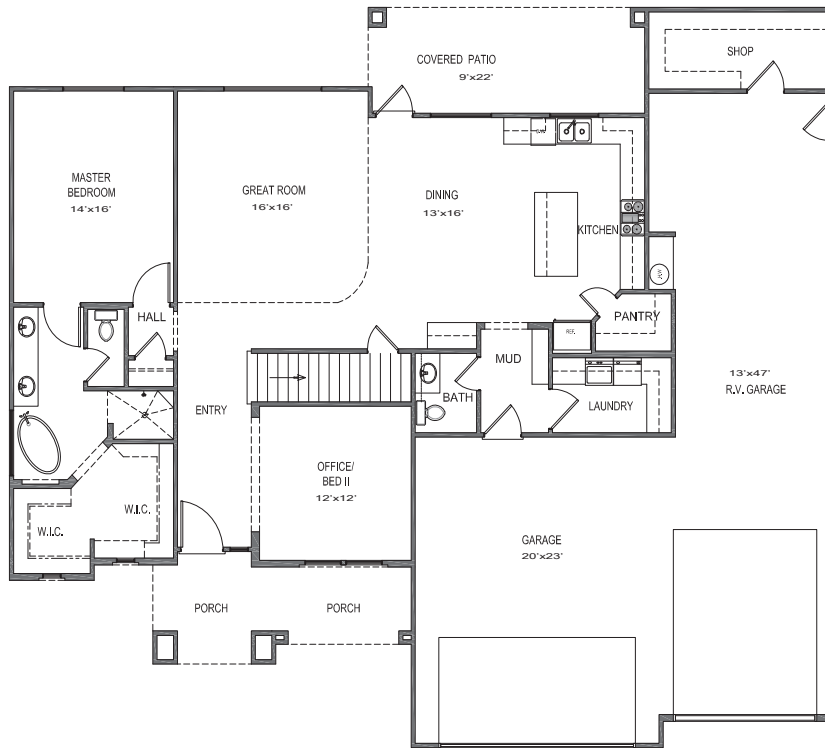 SHOP
COVERED PATIO
9'x22'
MASTER
BEDROOM
14'x16'
GREAT ROOM
16'x16'
DINING
13'x16'
KITCHEN
HALL
PANTRY
REF.
MUD
13'x47'
R.V. GARAGE
ENTRY
BATH
LAUNDRY
OFFICE/
BED II
12'x12'
W.I.C.
W.I.C.
GARAGE
20'x23'
PORCH
PORCH